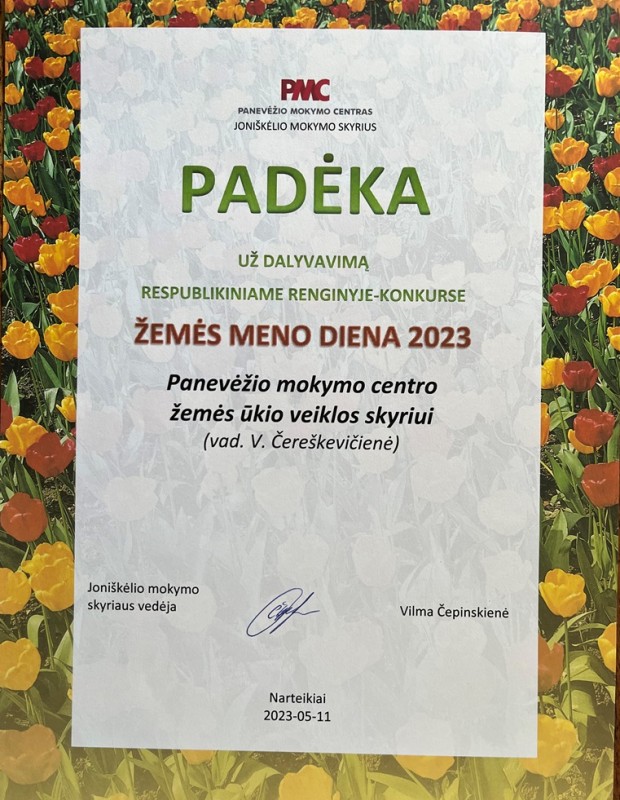 PMC
PANEVĖŽIO MOKYMO CENTRAS
JONIŠKĖLIO MOKYMO SKYRIUS
PADĖKA
UŽ DALYVAVIMĄ
RESPUBLIKINIAME RENGINYJE-KONKURSE
ŽEMĖS MENO DIENA 2023
Panevėžio mokymo centro
žemės ūkio veiklos skyriui
(vad. V. Čereškevičienė)
Joniškėlio mokymo
skyriaus vedėja
Vilma Čepinskienė
Narteikiai
2023-05-11